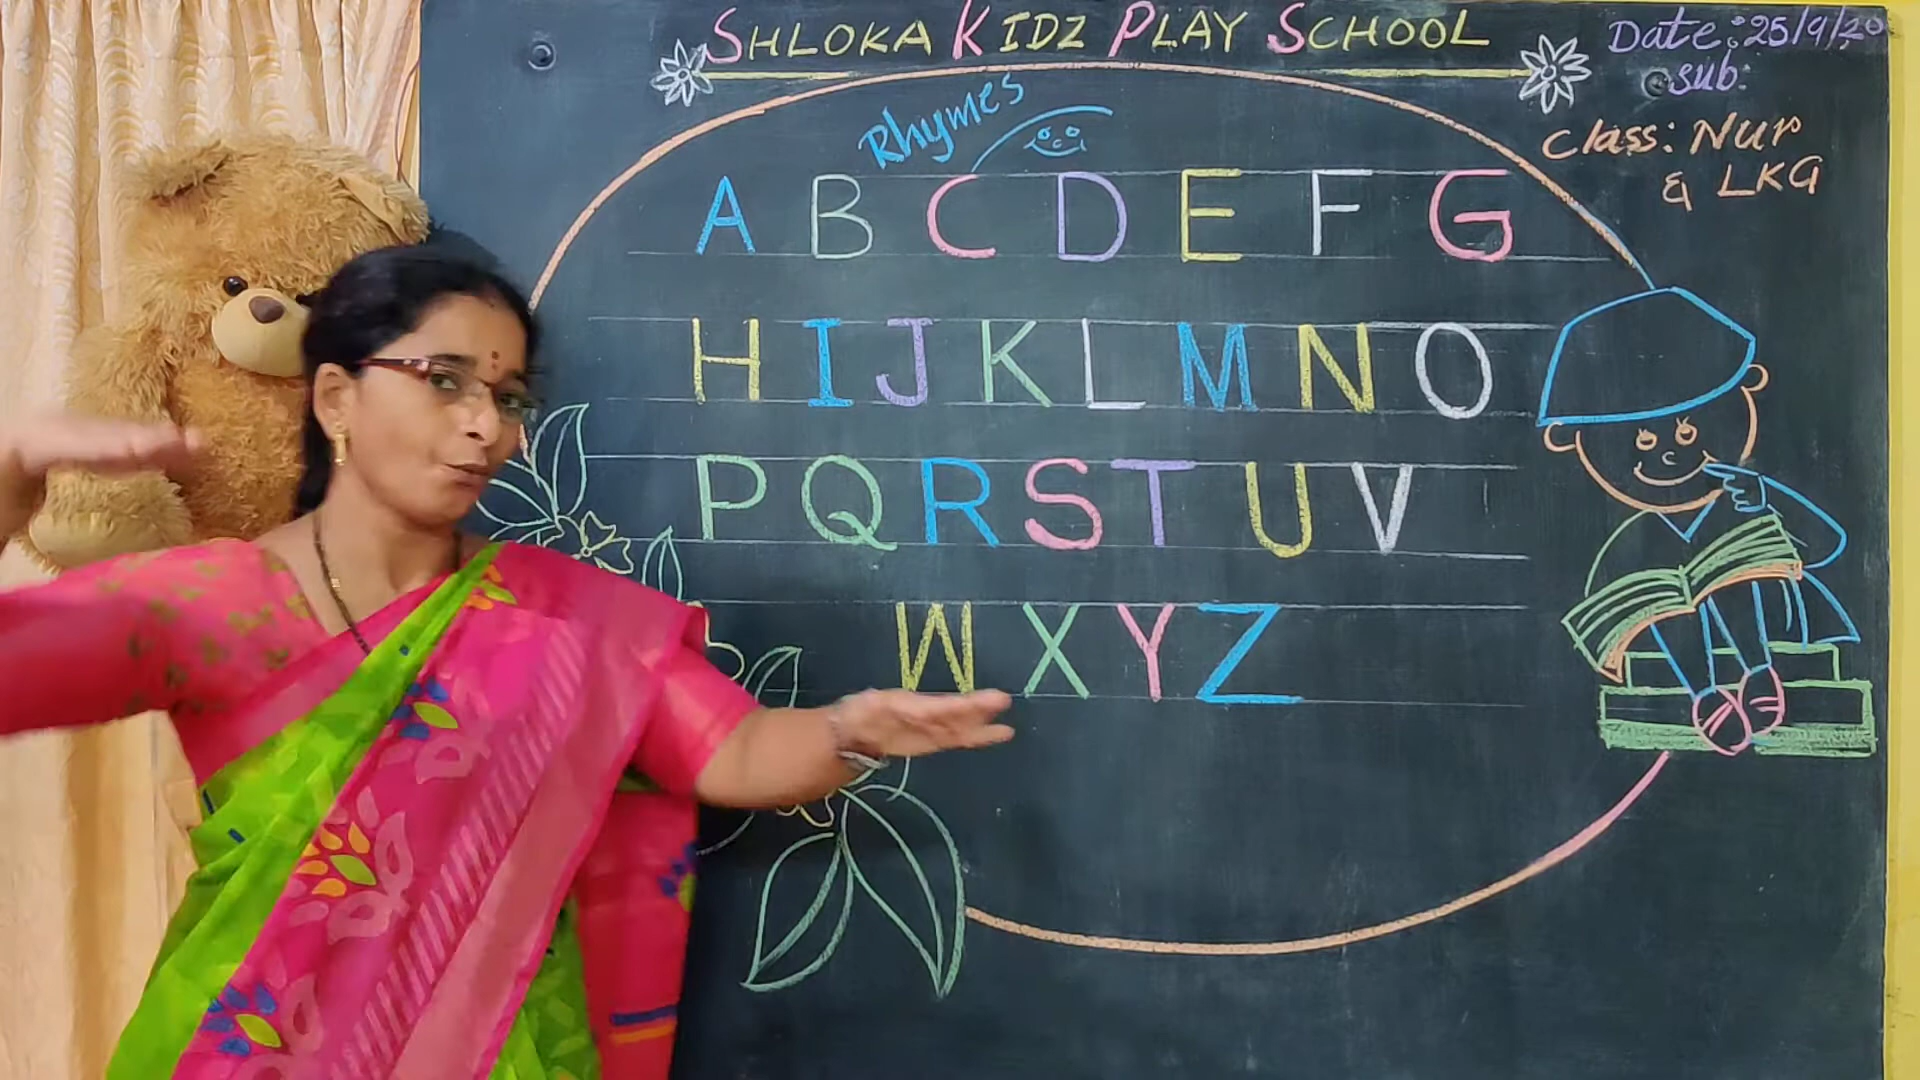 SHLOKA KIDZ PLAY SCHOOL
Date: 25/9/20
Sub:
Class: Nur
& LKG
Rhymes
A B C D E F G
H I J K L M N O
P Q R S T U V
W X Y Z